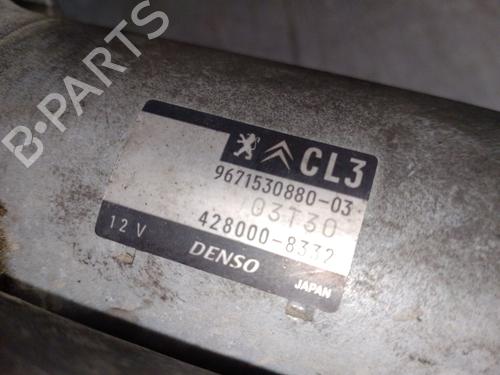 B-PARTS
CL3
9671530880-03
03T30
428000-8332
12 V
DENSO
JAPAN